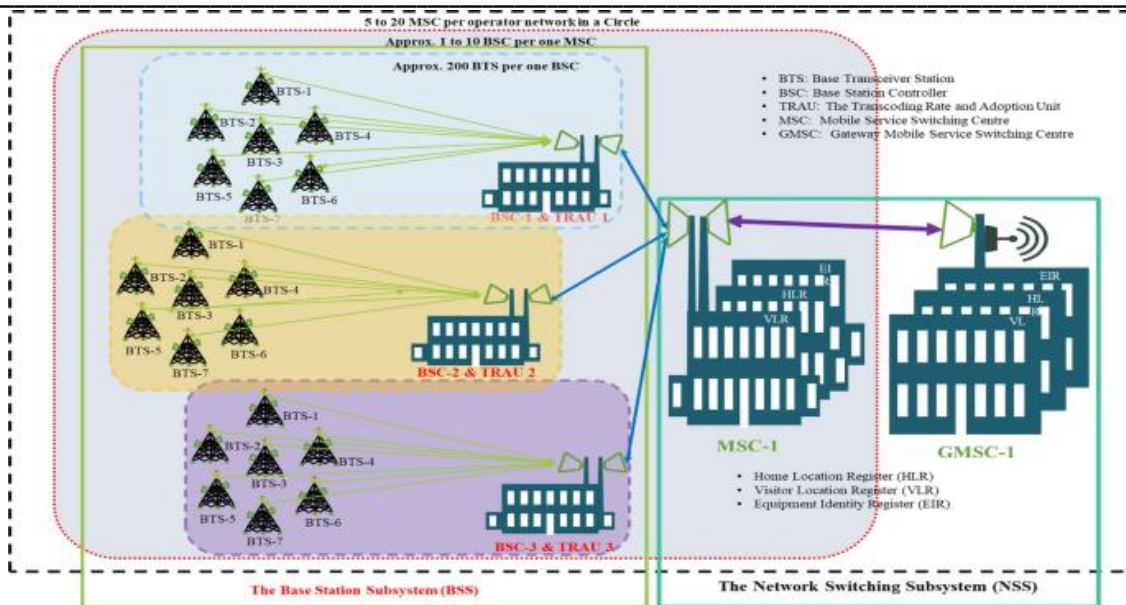 5 to 20 MSC per operator network in a Circle
Approx. 1 to 10 BSC per one MSC
Approx. 200 BTS per one BSC
BTS-1
BTS-2
BTS-4
BTS-3
BTS-5
BTS-6
BTS-7
BSC-1 & TRAU 1
• BTS: Base Transceiver Station
• BSC: Base Station Controller
• TRAU: The Transcoding Rate and Adoption Unit
• MSC: Mobile Service Switching Centre
• GMSC: Gateway Mobile Service Switching Centre
BTS-1
BTS-2
BTS-4
BTS-3
BTS-5
BTS-6
BTS-7
BSC-2 & TRAU 2
EI
R
HLR
VLR
MSC-1
EIR
HL
R
VL
GMSC-1
BTS-1
BTS-2
BTS-4
BTS-3
BTS-5
BTS-6
BTS-7
BSC-3 & TRAU 3
• Home Location Register (HLR)
• Visitor Location Register (VLR)
• Equipment Identity Register (EIR)
The Base Station Subsystem (BSS)
The Network Switching Subsystem (NSS)